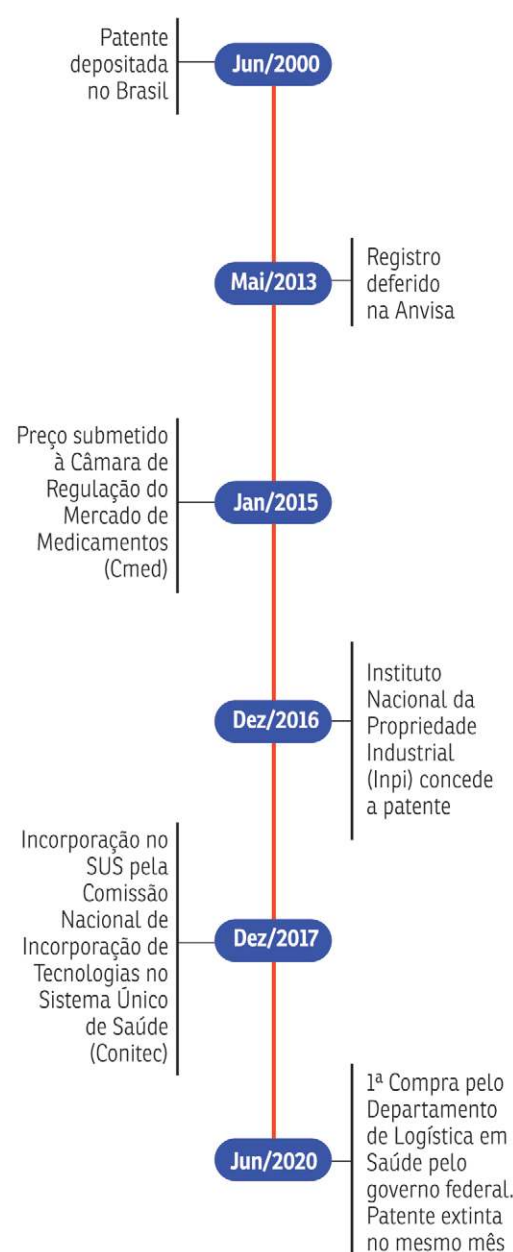 Jun/2000
Patente
depositada
no Brasil
Mai/2013
Registro
deferido
na Anvisa
Jan/2015
Preço submetido
à Câmara de
Regulação do
Mercado de
Medicamentos
(Cmed)
Dez/2016
Instituto
Nacional da
Propriedade
Industrial
(Inpi) concede
a patente
Dez/2017
Incorporação no
SUS pela
Comissão
Nacional de
Incorporação de
Tecnologias no
Sistema Único
de Saúde
(Conitec)
Jun/2020
1ª Compra pelo
Departamento
de Logística em
Saúde pelo
governo federal.
Patente extinta
no mesmo mês